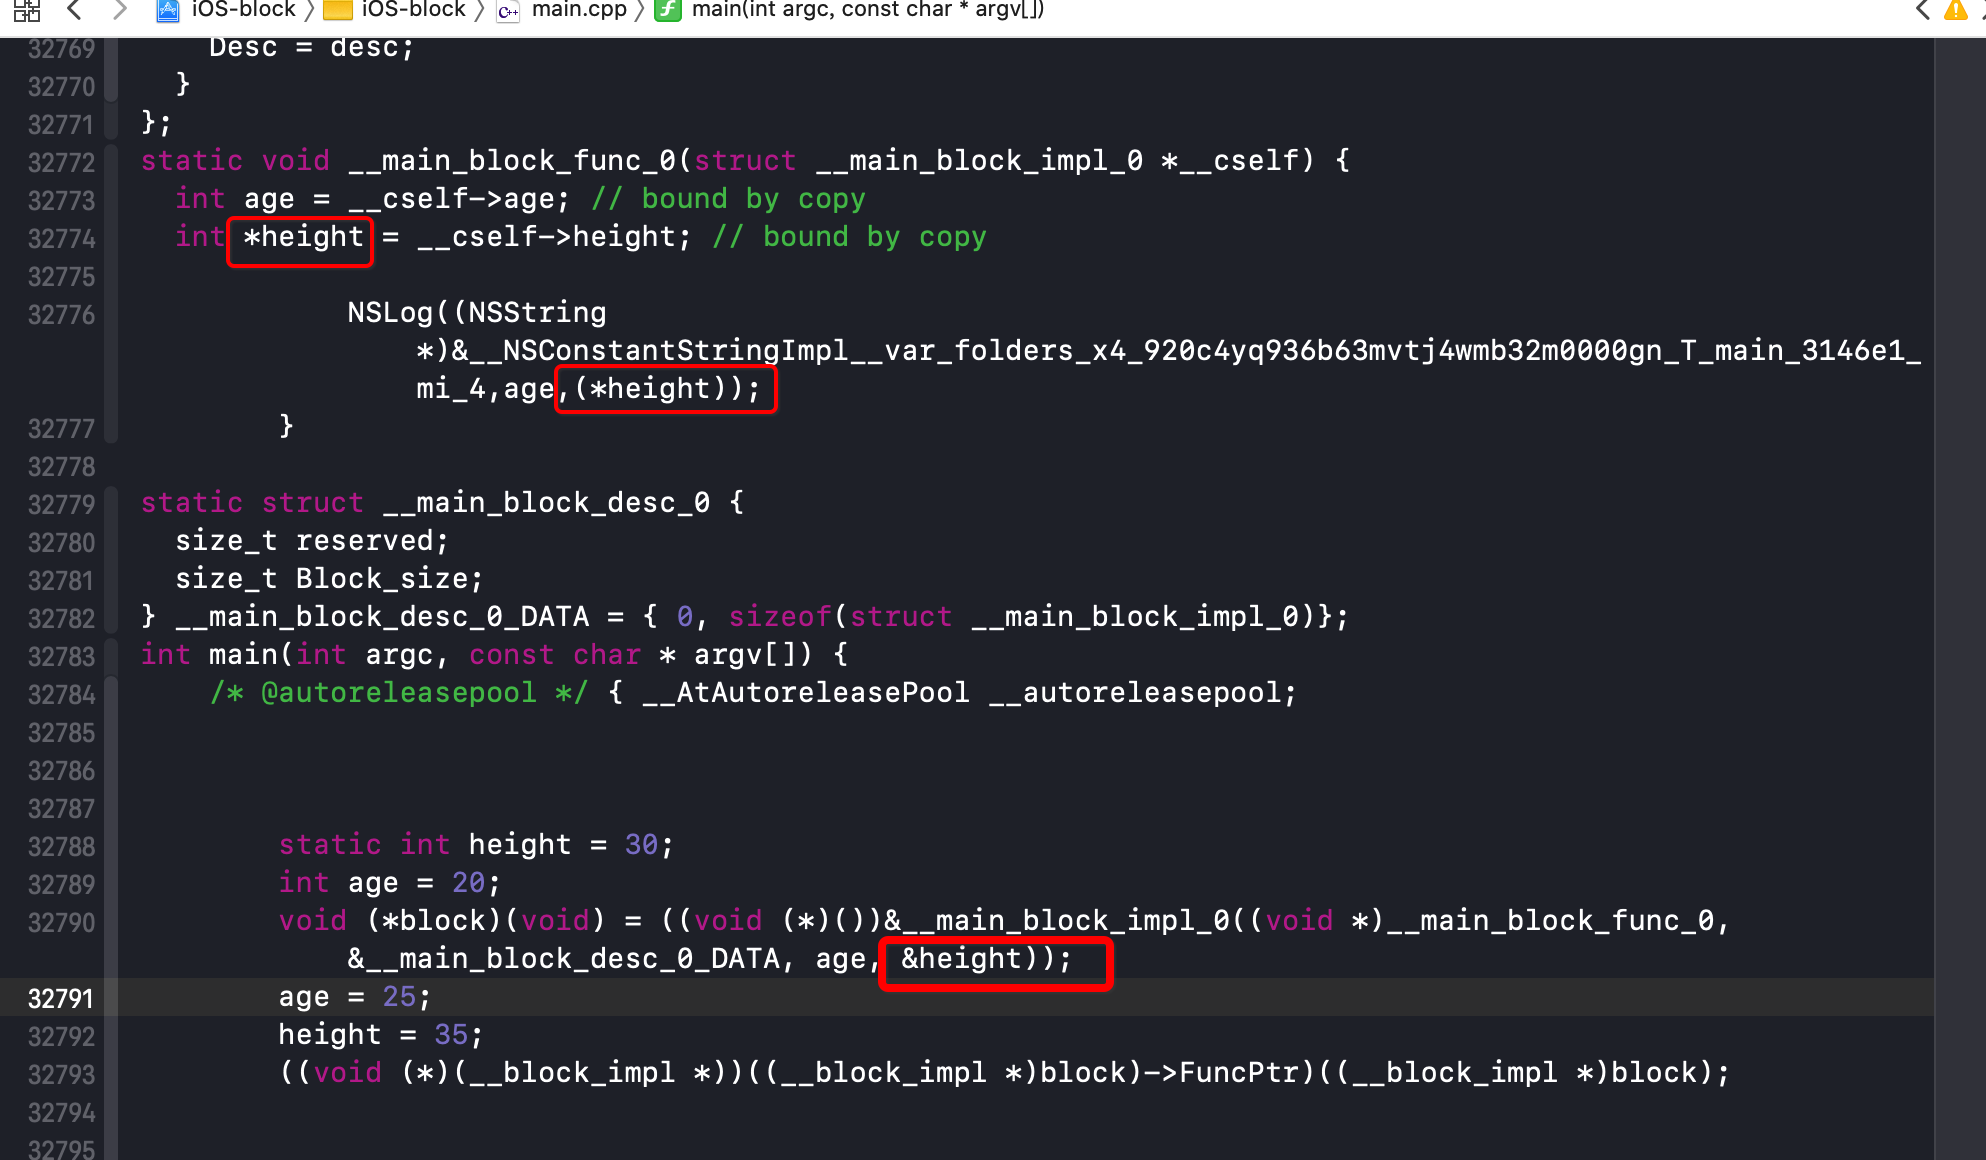 iOS-block 〉 iOS-block 〉 main.cpp 〉 main(int argc, const char * argv[])
32769 Desc = desc;
32770 }
32771 };
32772 static void __main_block_func_0(struct __main_block_impl_0 *__cself) {
32773 int age = __cself->age; // bound by copy
32774 int *height = __cself->height; // bound by copy
32775
32776 NSLog((NSString
*)&__NSConstantStringImpl__var_folders_x4_920c4yq936b63mvtj4wmb32m0000gn_T_main_3146e1_
mi_4,age,(*height));
32777 }
32778
32779 static struct __main_block_desc_0 {
32780 size_t reserved;
32781 size_t Block_size;
32782 } __main_block_desc_0_DATA = { 0, sizeof(struct __main_block_impl_0)};
32783 int main(int argc, const char * argv[]) {
32784 /* @autoreleasepool */ { __AtAutoreleasePool __autoreleasepool;
32785
32786
32787
32788 static int height = 30;
32789 int age = 20;
32790 void (*block)(void) = ((void (*)())&__main_block_impl_0((void *)__main_block_func_0,
&__main_block_desc_0_DATA, age, &height));
32791 age = 25;
32792 height = 35;
32793 ((void (*)(__block_impl *))((__block_impl *)block)->FuncPtr)((__block_impl *)block);
32794
32795